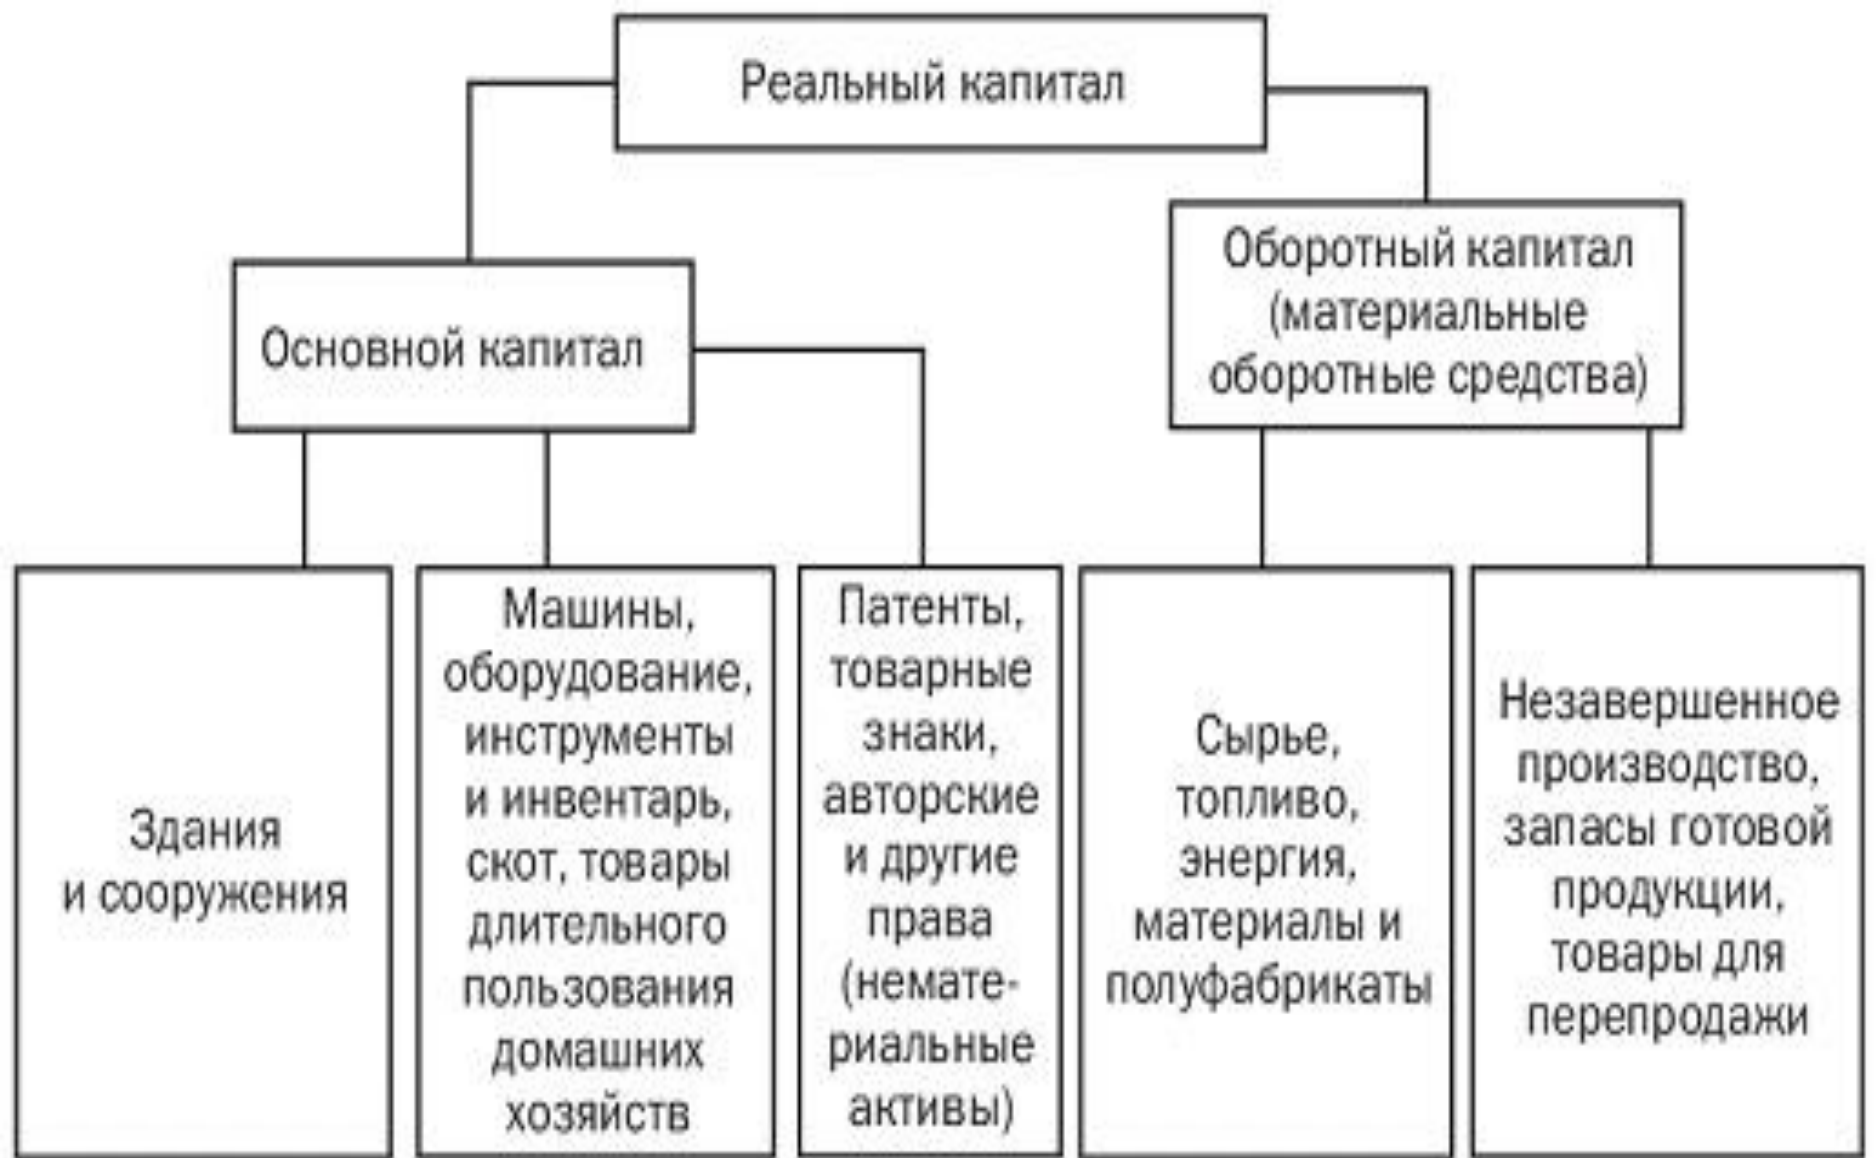 Реальный капитал
Основной капитал
Оборотный капитал
(материальные
оборотные средства)
Здания
и сооружения
Машины,
оборудование,
инструменты
и инвентарь,
скот, товары
длительного
пользования
домашних
хозяйств
Патенты,
товарные
знаки,
авторские
и другие
права
(немате-
риальные
активы)
Сырье,
топливо,
энергия,
материалы и
полуфабрикаты
Незавершенное
производство,
запасы готовой
продукции,
товары для
перепродажи